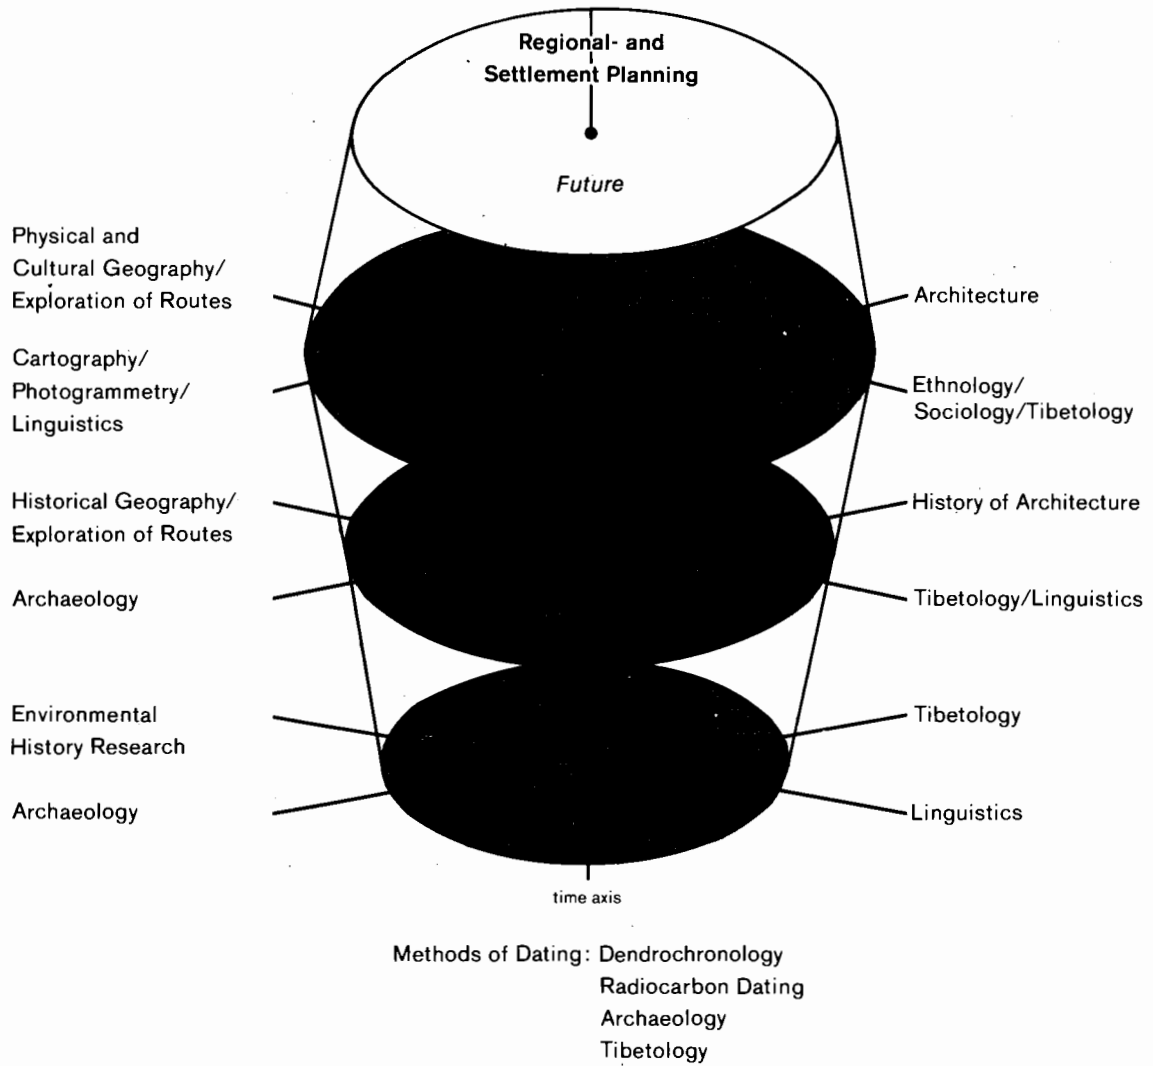 Regional- and
Settlement Planning
Future
Physical and
Cultural Geography/
Exploration of Routes
Architecture
Cartography/
Photogrammetry/
Linguistics
Ethnology/
Sociology/Tibetology
Historical Geography/
Exploration of Routes
History of Architecture
Archaeology
Tibetology/Linguistics
Environmental
History Research
Tibetology
Archaeology
Linguistics
time axis
Methods of Dating: Dendrochronology
Radiocarbon Dating
Archaeology
Tibetology